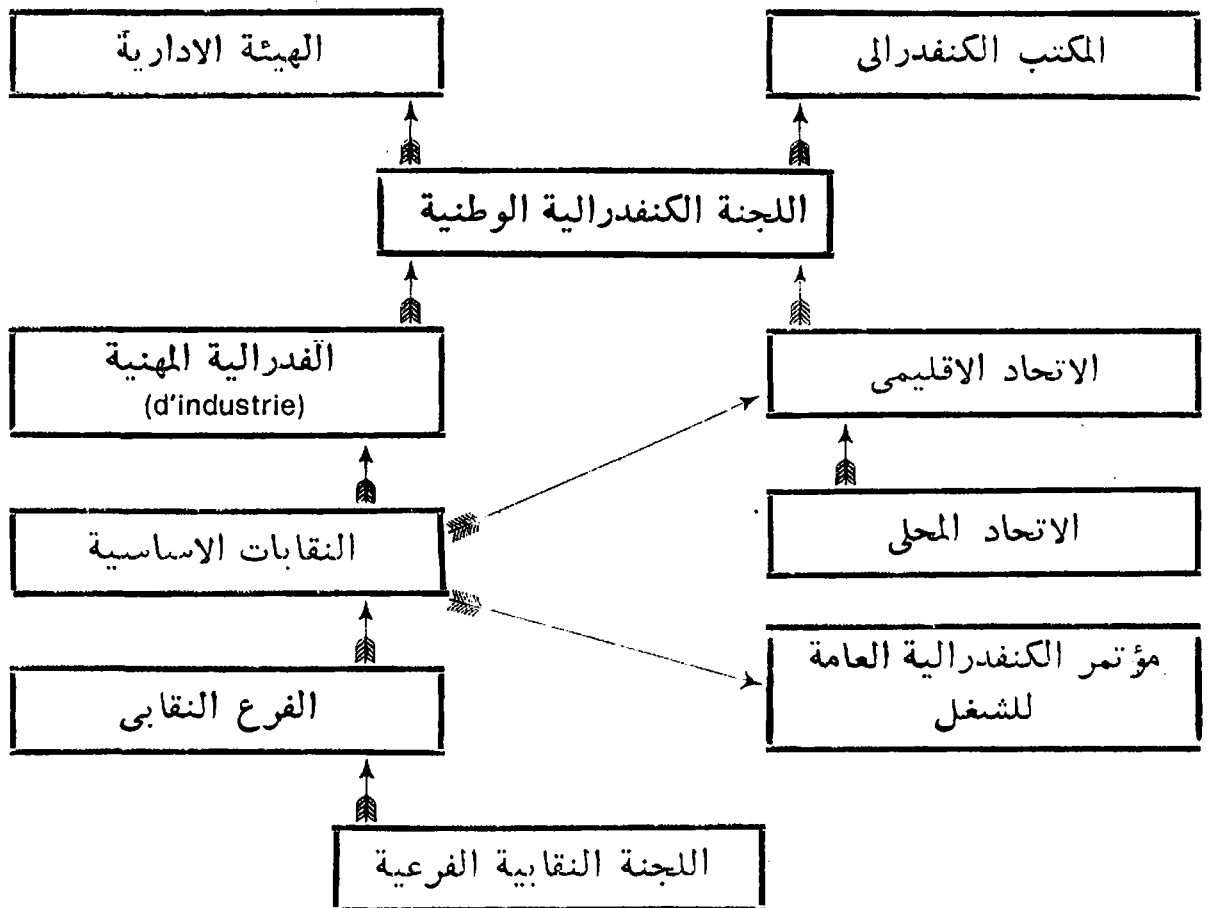 المكتب الكنفدرالى
الهيئة الادارية
اللجنة الكنفدرالية الوطنية
الاتحاد الاقليمى
الفدرالية المهنية
(d'industrie)
الاتحاد المحلى
النقابات الاساسية
مؤتمر الكنفدرالية العامة
للشغل
الفرع النقابى
اللجنة النقابية الفرعية